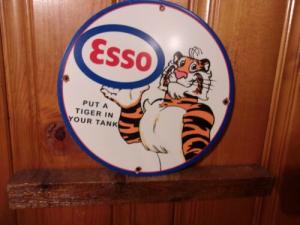 Esso
PUT A
TIGER IN
YOUR TANK